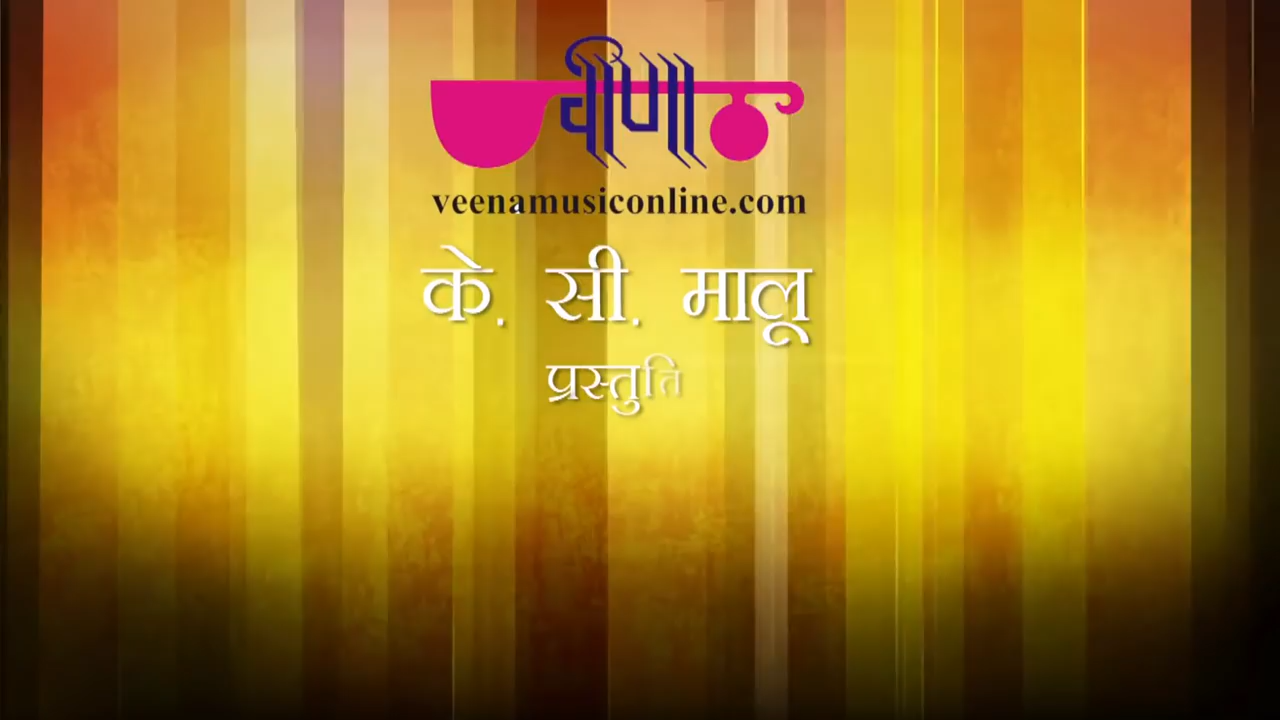 वीणा
veenamusiconline.com
के. सी. मालू
प्रस्तुति